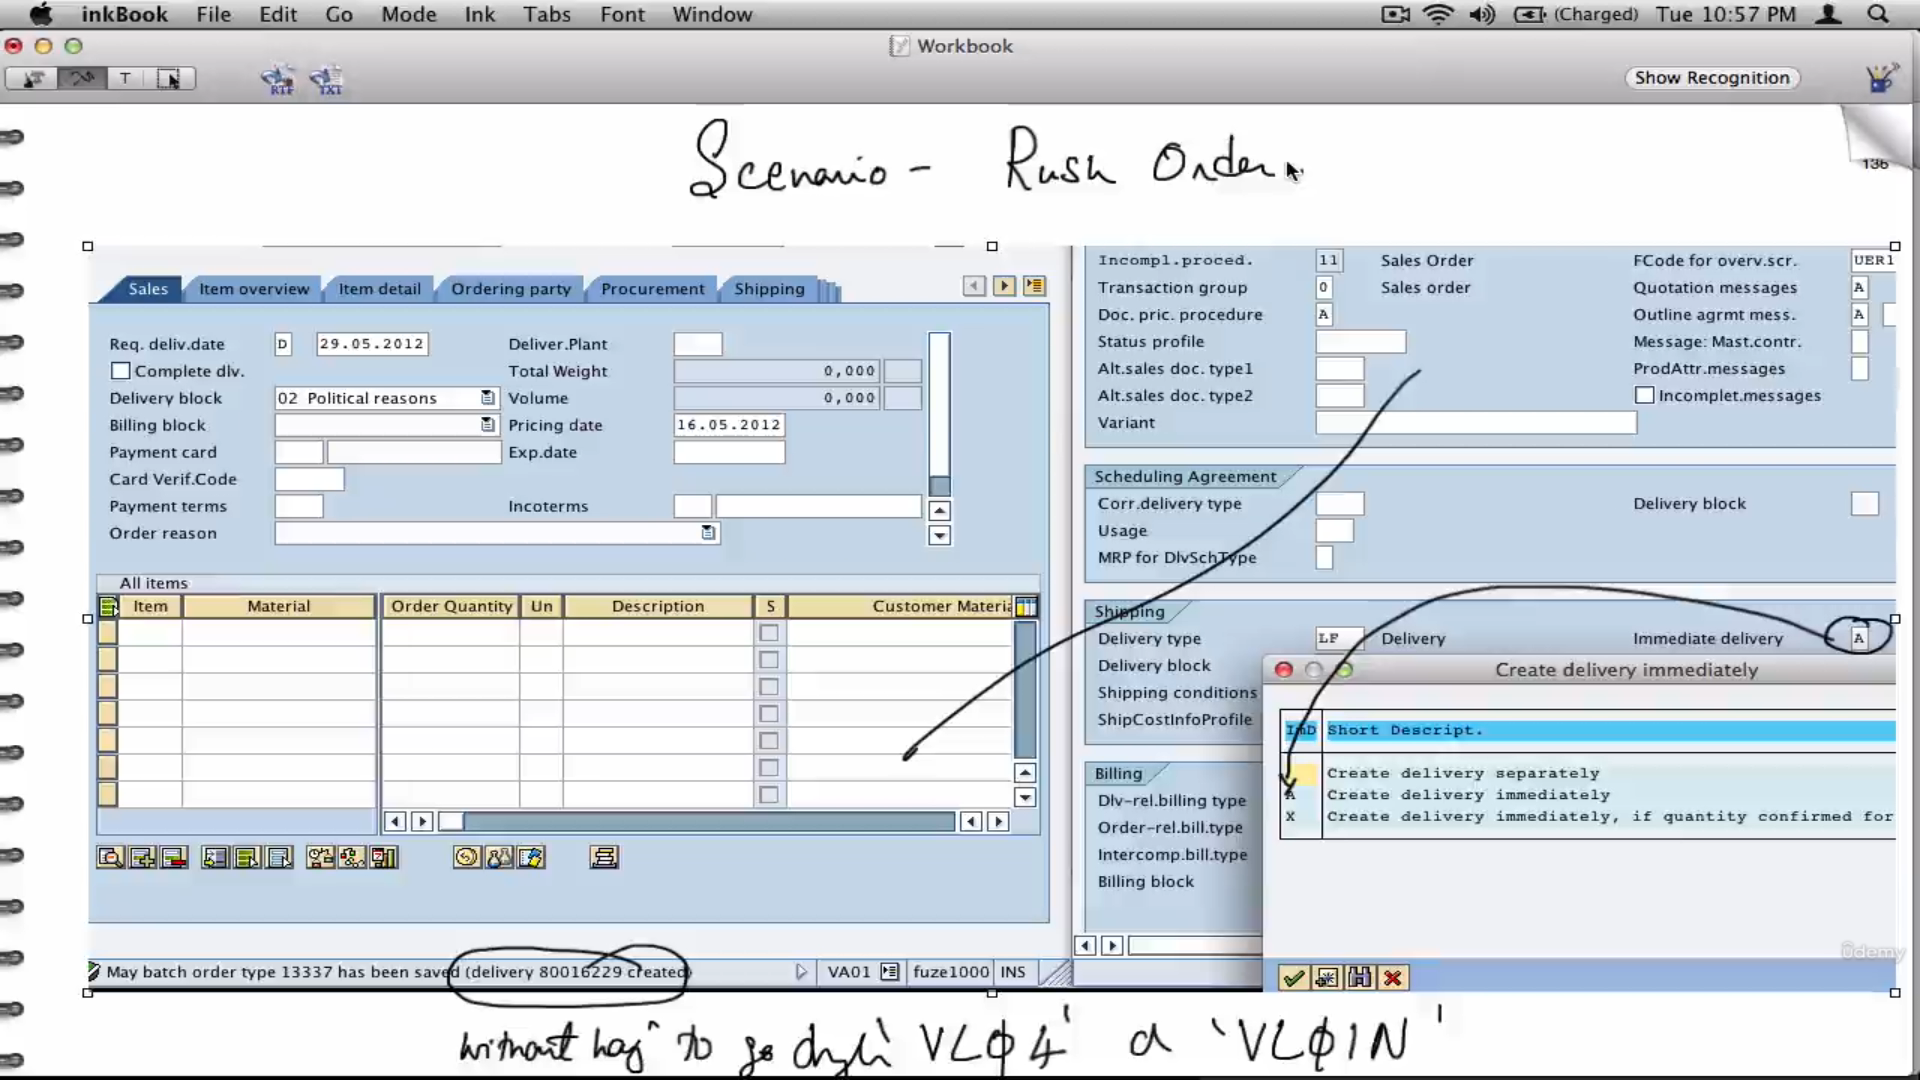 inkBook File Edit Go Mode Ink Tabs Font Window (Charged) Tue 10:57 PM
Workbook
T RTF TXT Show Recognition
136
Scenario - Rush Order
Sales Item overview Item detail Ordering party Procurement Shipping
Req. deliv.date D 29.05.2012 Deliver.Plant
Complete dlv. Total Weight 0,000
Delivery block 02 Political reasons Volume 0,000
Billing block Pricing date 16.05.2012
Payment card Exp.date
Card Verif.Code
Payment terms Incoterms
Order reason
All items
Item Material Order Quantity Un Description S Customer Materia
May batch order type 13337 has been saved (delivery 80016229 created) VA01 fuze1000 INS
Incompl.proced. 11 Sales Order FCode for overv.scr. UER1
Transaction group 0 Sales order Quotation messages A
Doc. pric. procedure A Outline agrmt mess. A
Status profile Message: Mast.contr.
Alt.sales doc. type1 ProdAttr.messages
Alt.sales doc. type2 Incomplet.messages
Variant
Scheduling Agreement
Corr.delivery type Delivery block
Usage
MRP for DlvSchType
Shipping
Delivery type LF Delivery Immediate delivery A
Delivery block
Shipping conditions
ShipCostInfoProfile
Billing
Dlv-rel.billing type
Order-rel.bill.type
Intercomp.bill.type
Billing block
Create delivery immediately
ImD Short Descript.
Create delivery separately
A Create delivery immediately
X Create delivery immediately, if quantity confirmed for
ûdemy
without to go 'VLØ4' 'VLØ1N'